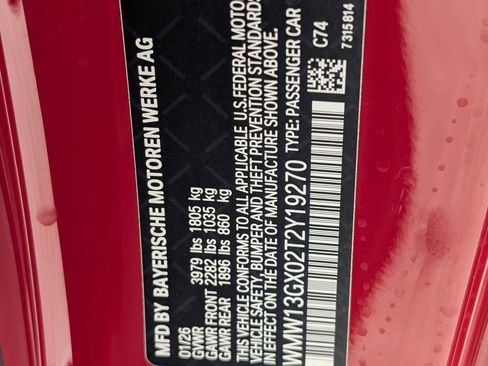 MFD BY BAYERISCHE MOTOREN WERKE AG
01/26
GVWR 3979 lbs 1805 kg
GAWR FRONT 2282 lbs 1035 kg
GAWR REAR 1896 lbs 860 kg
THIS VEHICLE CONFORMS TO ALL APPLICABLE U.S. FEDERAL MOTOR
VEHICLE SAFETY, BUMPER AND THEFT PREVENTION STANDARDS
IN EFFECT ON THE DATE OF MANUFACTURE SHOWN ABOVE.
WMW13GX02T2Y19270 TYPE: PASSENGER CAR
C74
7315814